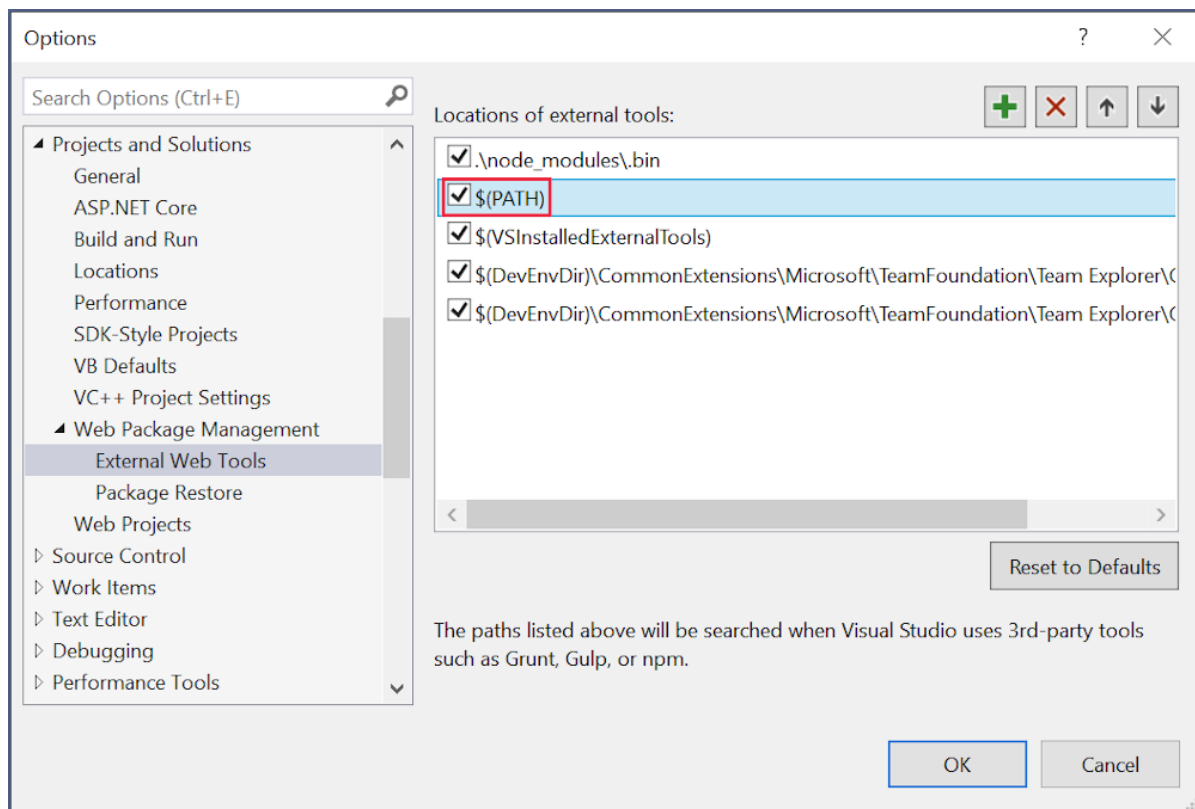 Options
?
Search Options (Ctrl+E)
Projects and Solutions
General
ASP.NET Core
Build and Run
Locations
Performance
SDK-Style Projects
VB Defaults
VC++ Project Settings
Web Package Management
External Web Tools
Package Restore
Web Projects
Source Control
Work Items
Text Editor
Debugging
Performance Tools
Locations of external tools:
.\node_modules\.bin
$(PATH)
$(VSInstalledExternalTools)
$(DevEnvDir)\CommonExtensions\Microsoft\TeamFoundation\Team Explorer\
$(DevEnvDir)\CommonExtensions\Microsoft\TeamFoundation\Team Explorer\
Reset to Defaults
The paths listed above will be searched when Visual Studio uses 3rd-party tools
such as Grunt, Gulp, or npm.
OK
Cancel